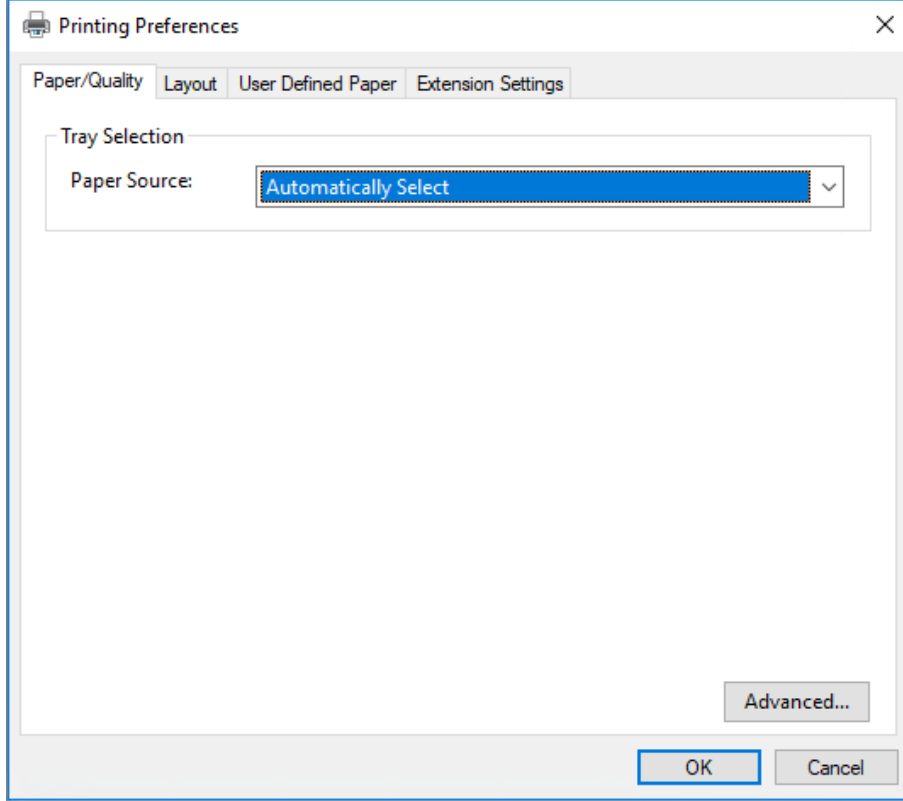 Printing Preferences
Paper/Quality Layout User Defined Paper Extension Settings
Tray Selection
Paper Source: Automatically Select
Advanced...
OK Cancel